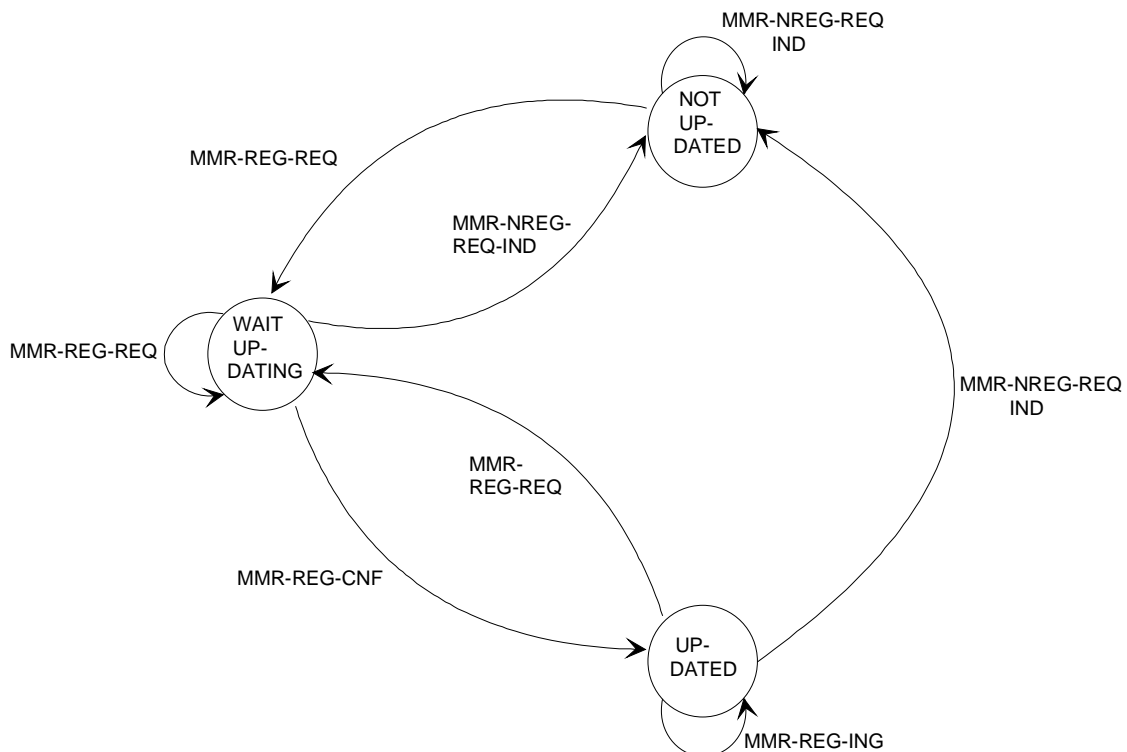 MMR-NREG-REQ
IND
NOT
UP-
DATED
MMR-REG-REQ
MMR-NREG-
REQ-IND
WAIT
UP-
DATING
MMR-REG-REQ
MMR-NREG-REQ
IND
MMR-
REG-REQ
MMR-REG-CNF
UP-
DATED
MMR-REG-ING